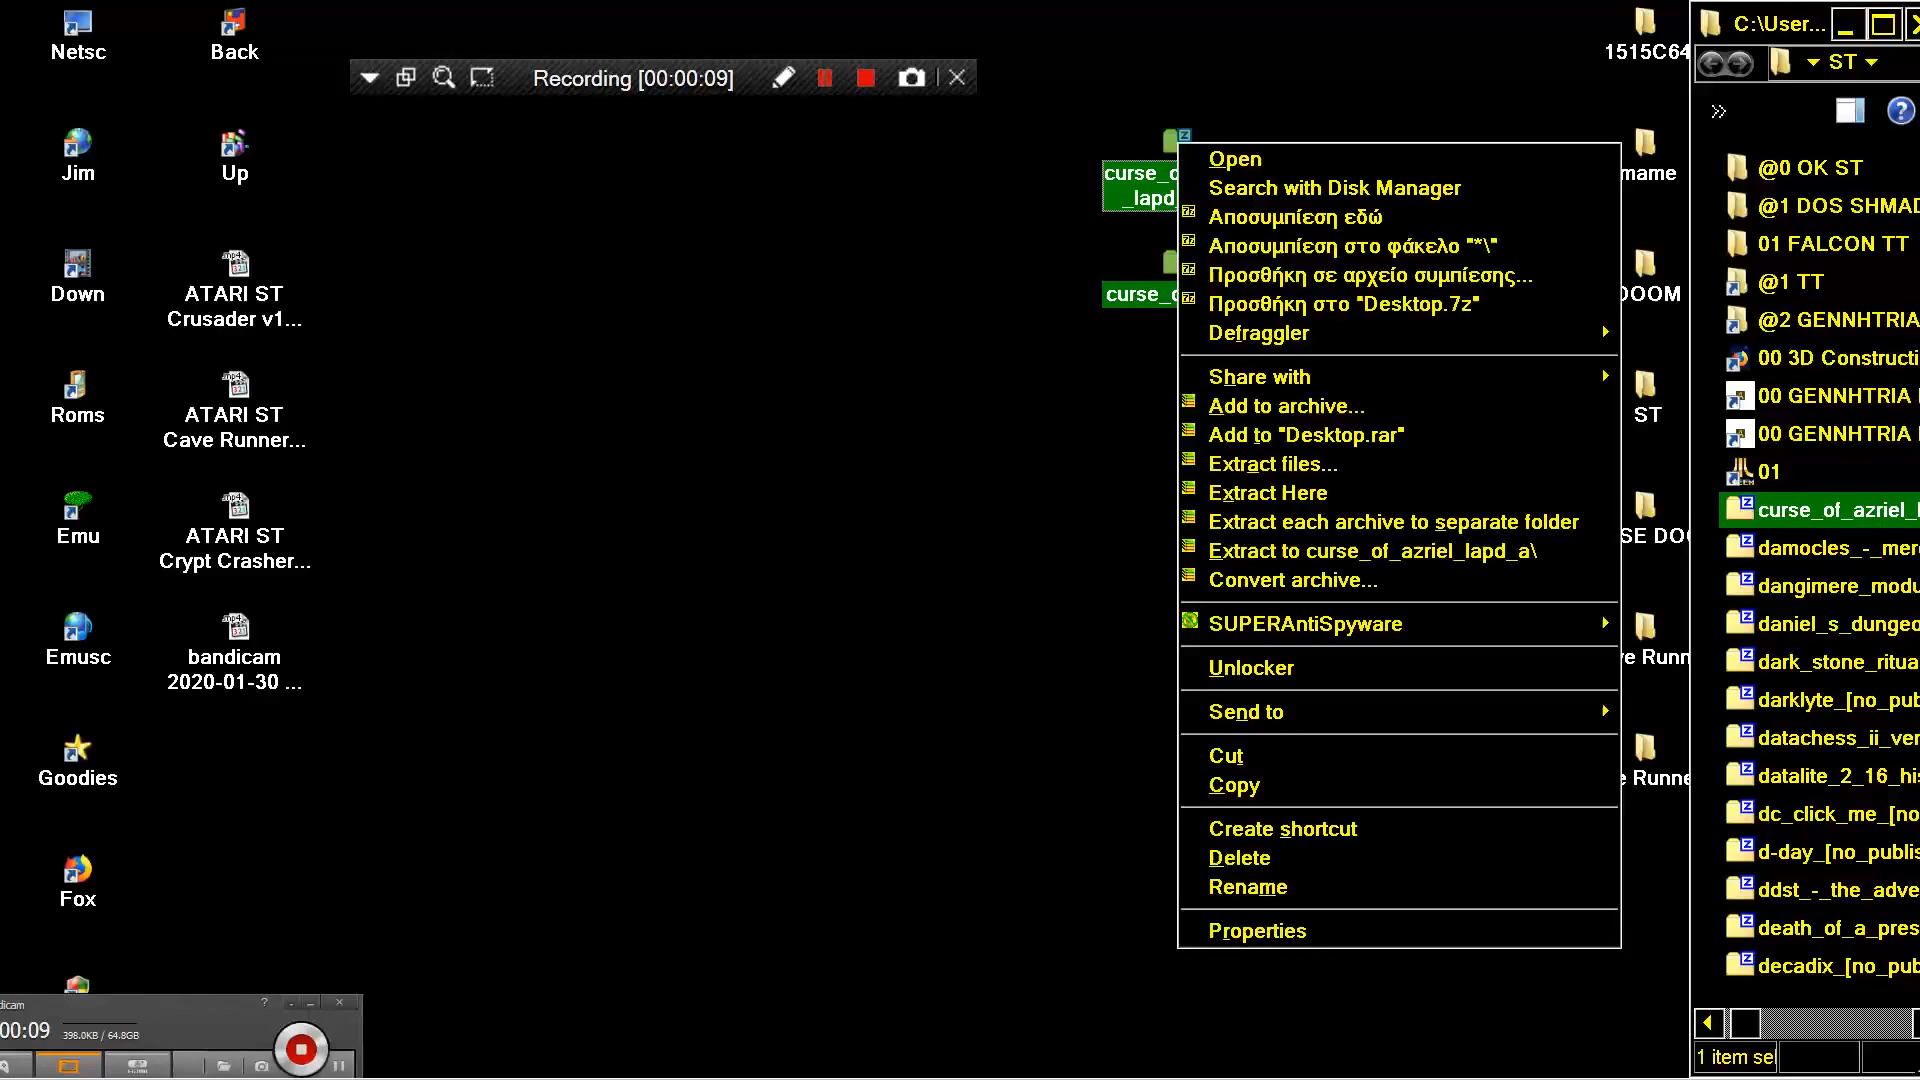 Netsc
Back
Recording [00:00:09]
1515C64
C:\User...
ST
Jim
Up
curse_
_lapd
mame
Down
ATARI ST
Crusader v1...
curse_
DOOM
Roms
ATARI ST
Cave Runner...
ST
Emu
ATARI ST
Crypt Crasher...
SE DO
Emusc
bandicam
2020-01-30 ...
ve Runn
Goodies
e Runne
Fox
Open
Search with Disk Manager
Αποσυμπίεση εδώ
Αποσυμπίεση στο φάκελο "*\"
Προσθήκη σε αρχείο συμπίεσης...
Προσθήκη στο "Desktop.7z"
Defraggler
Share with
Add to archive...
Add to "Desktop.rar"
Extract files...
Extract Here
Extract each archive to separate folder
Extract to curse_of_azriel_lapd_a\
Convert archive...
SUPERAntiSpyware
Unlocker
Send to
Cut
Copy
Create shortcut
Delete
Rename
Properties
@0 OK ST
@1 DOS SHMAD
01 FALCON TT
@1 TT
@2 GENNHTRIA
00 3D Constructi
00 GENNHTRIA
00 GENNHTRIA
01
curse_of_azriel_
damocles_-_mer
dangimere_modu
daniel_s_dungeo
dark_stone_ritua
darklyte_[no_pub
datachess_ii_ver
datalite_2_16_his
dc_click_me_[no
d-day_[no_publis
ddst_-_the_adve
death_of_a_pres
decadix_[no_pub
1 item se
dicam
00:09
398.0KB / 64.8GB